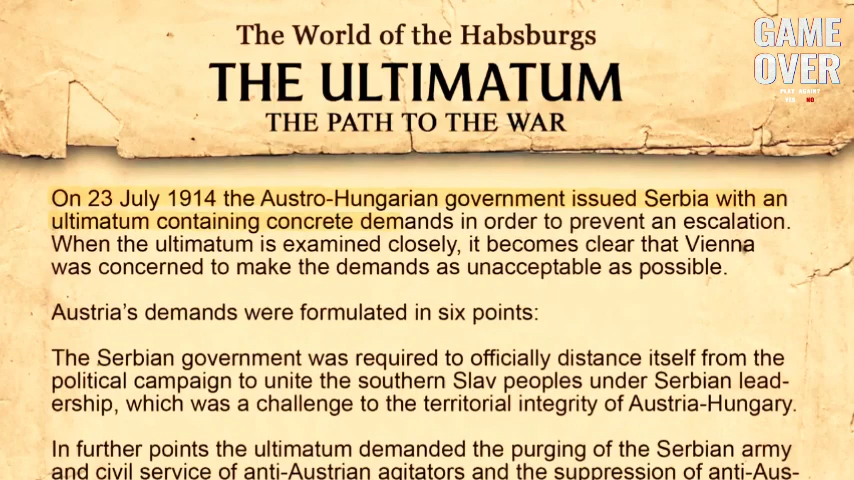 The World of the Habsburgs
THE ULTIMATUM
THE PATH TO THE WAR
GAME
OVER
PLAY AGAIN?
YES NO
On 23 July 1914 the Austro-Hungarian government issued Serbia with an
ultimatum containing concrete demands in order to prevent an escalation.
When the ultimatum is examined closely, it becomes clear that Vienna
was concerned to make the demands as unacceptable as possible.
Austria’s demands were formulated in six points:
The Serbian government was required to officially distance itself from the
political campaign to unite the southern Slav peoples under Serbian lead-
ership, which was a challenge to the territorial integrity of Austria-Hungary.
In further points the ultimatum demanded the purging of the Serbian army
and civil service of anti-Austrian agitators and the suppression of anti-Aus-